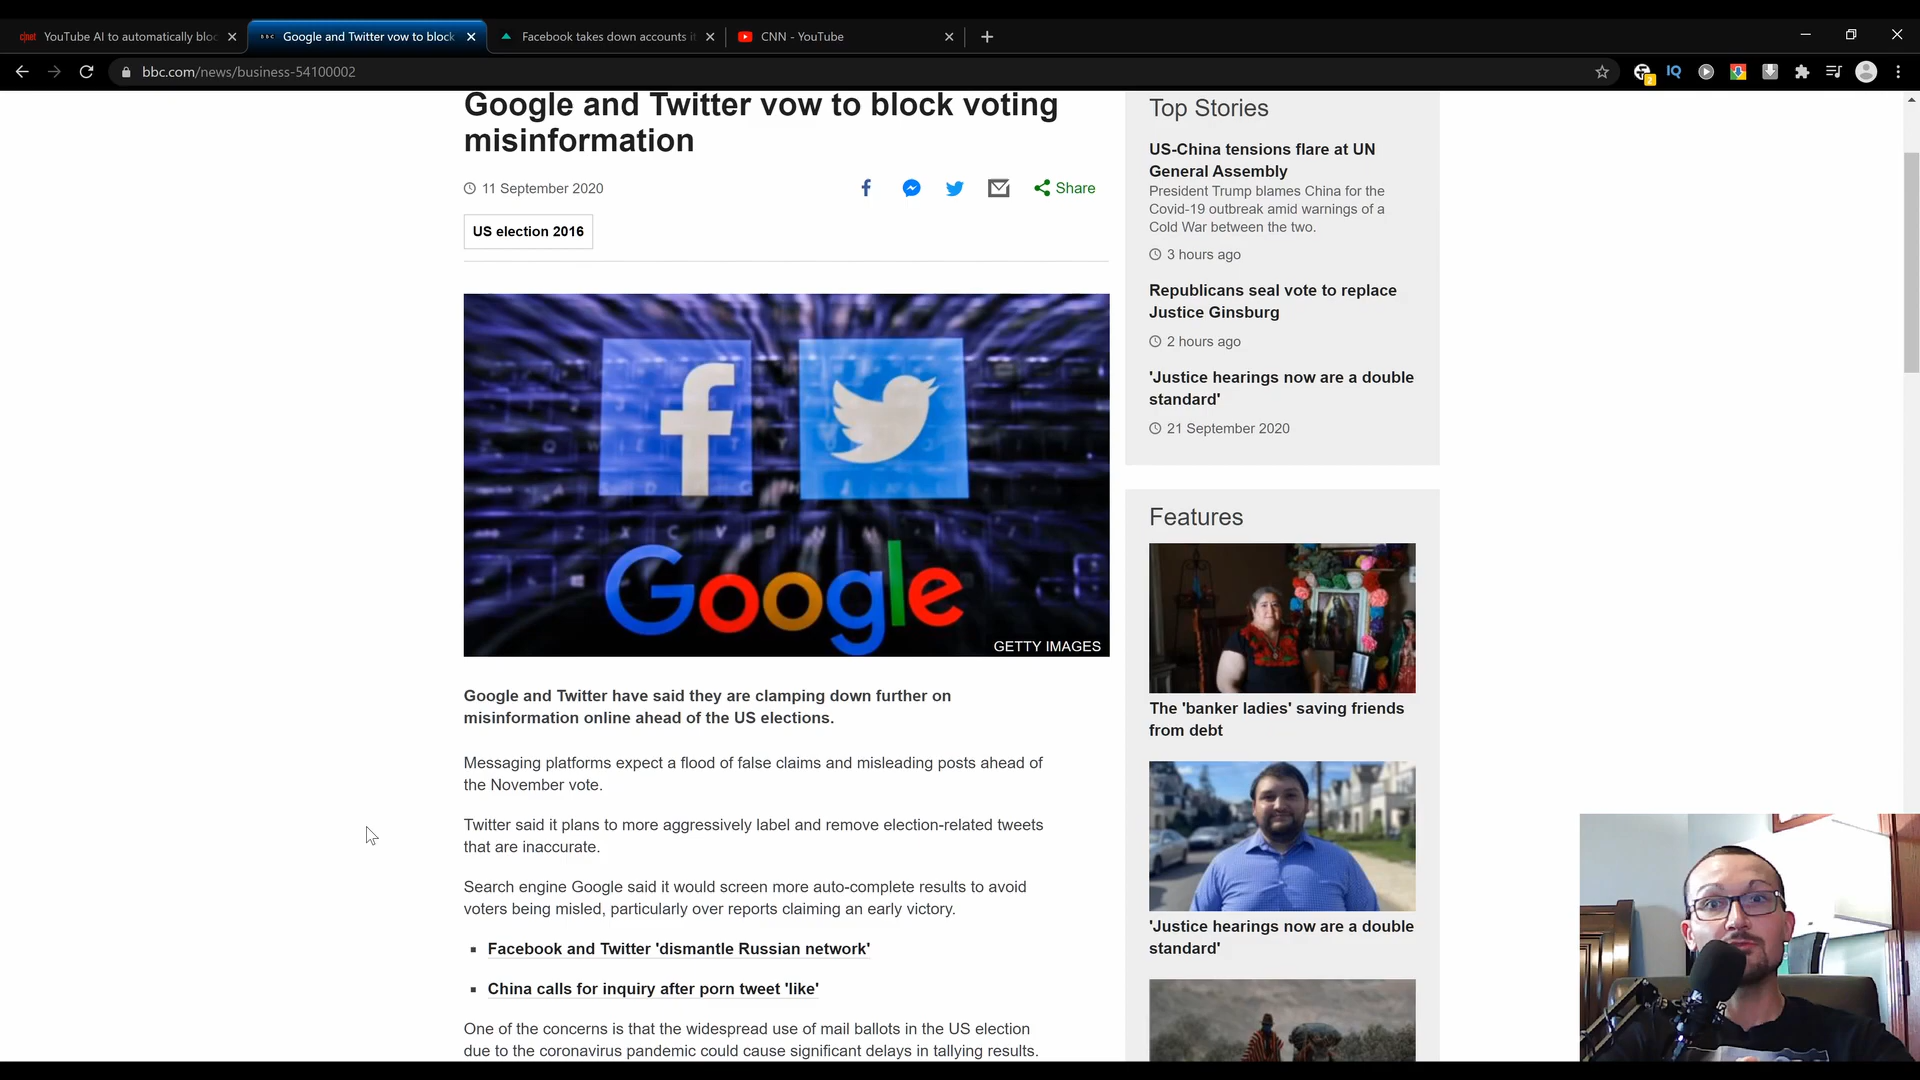 cnet YouTube AI to automatically bloc
BBC Google and Twitter vow to block
Facebook takes down accounts i
CNN - YouTube
bbc.com/news/business-54100002
2
IQ
Google and Twitter vow to block voting
misinformation
11 September 2020
Share
US election 2016
f
Google
GETTY IMAGES
Google and Twitter have said they are clamping down further on
misinformation online ahead of the US elections.
Messaging platforms expect a flood of false claims and misleading posts ahead of
the November vote.
Twitter said it plans to more aggressively label and remove election-related tweets
that are inaccurate.
Search engine Google said it would screen more auto-complete results to avoid
voters being misled, particularly over reports claiming an early victory.
Facebook and Twitter 'dismantle Russian network'
China calls for inquiry after porn tweet 'like'
One of the concerns is that the widespread use of mail ballots in the US election
due to the coronavirus pandemic could cause significant delays in tallying results.
Top Stories
US-China tensions flare at UN
General Assembly
President Trump blames China for the
Covid-19 outbreak amid warnings of a
Cold War between the two.
3 hours ago
Republicans seal vote to replace
Justice Ginsburg
2 hours ago
'Justice hearings now are a double
standard'
21 September 2020
Features
The 'banker ladies' saving friends
from debt
'Justice hearings now are a double
standard'